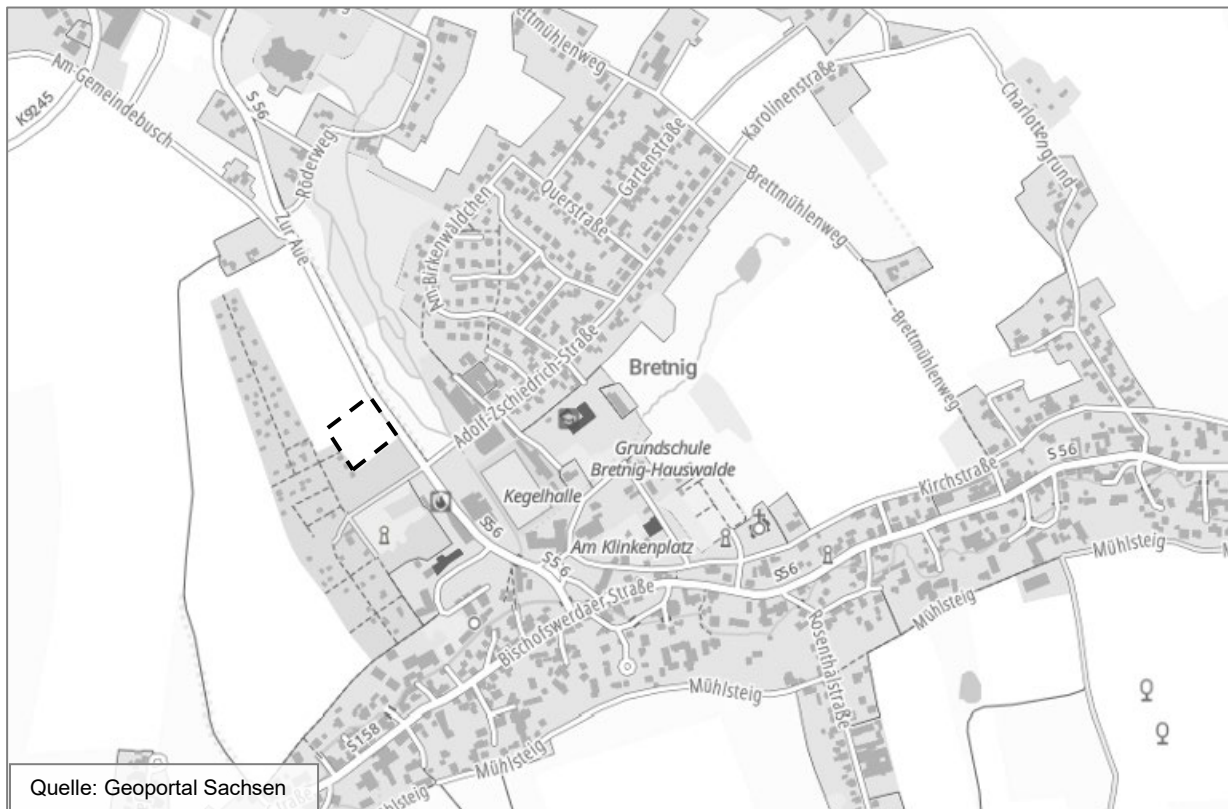 Brettmühlenweg
Karolinenstraße
K9245
Am Gemeindebusch
S 56
Röderweg
Charlottengrund
Gartenstraße
Querstraße
Brettmühlenweg
Zur Aue
Am Birkenwäldchen
Brettmühlenweg
Bretnig
Adolf-Zschiedrich-Straße
Grundschule
Bretnig-Hauswalde
Kirchstraße
S 56
Kegelhalle
S56
Am Klinkenplatz
S56
S56
Mühlsteig
Mühlsteig
Bischofswerdaer Straße
Rosenthalstraße
Mühlsteig
S158
Mühlsteig
Quelle: Geoportal Sachsen